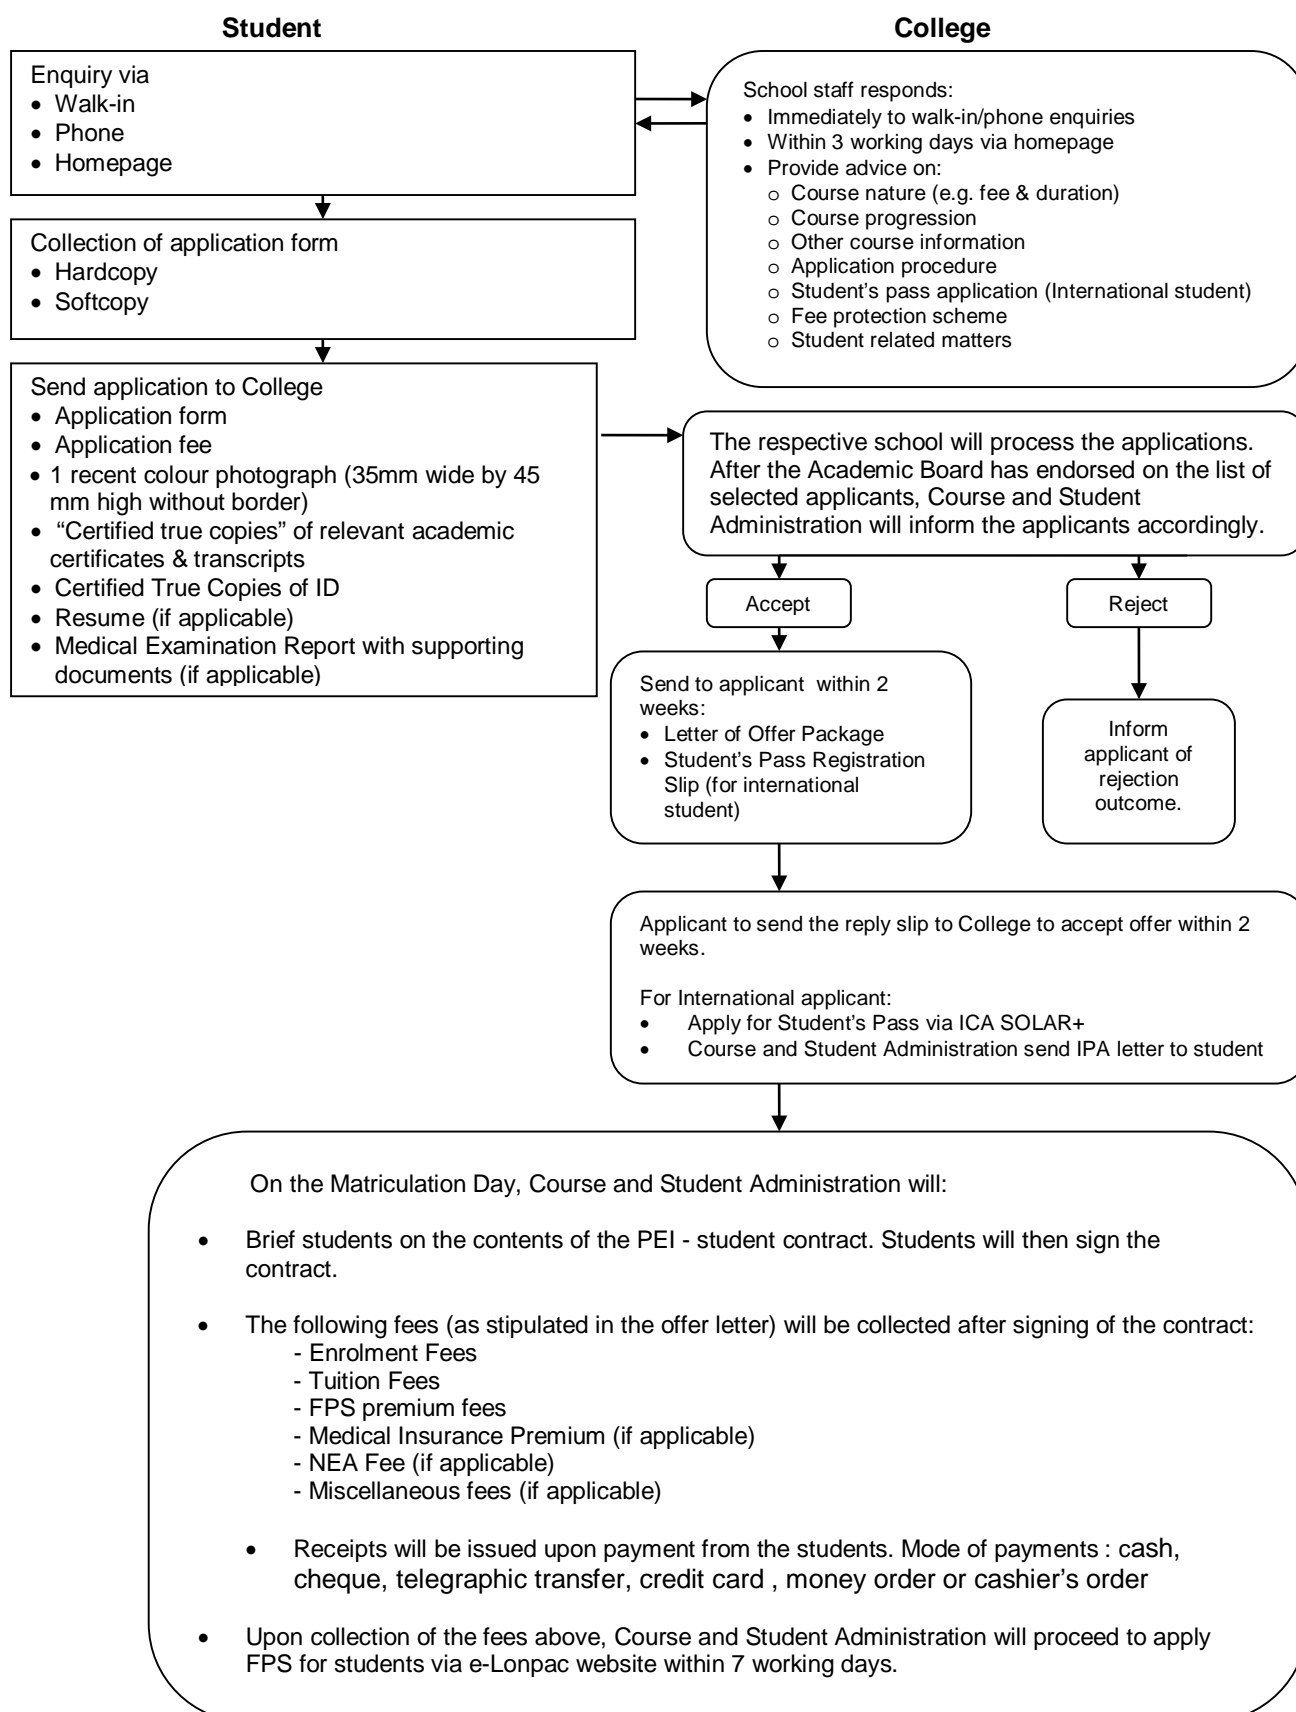 Student
College
Enquiry via
• Walk-in
• Phone
• Homepage
School staff responds:
• Immediately to walk-in/phone enquiries
• Within 3 working days via homepage
• Provide advice on:
o Course nature (e.g. fee & duration)
o Course progression
o Other course information
o Application procedure
o Student’s pass application (International student)
o Fee protection scheme
o Student related matters
Collection of application form
• Hardcopy
• Softcopy
Send application to College
• Application form
• Application fee
• 1 recent colour photograph (35mm wide by 45
mm high without border)
• “Certified true copies” of relevant academic
certificates & transcripts
• Certified True Copies of ID
• Resume (if applicable)
• Medical Examination Report with supporting
documents (if applicable)
The respective school will process the applications.
After the Academic Board has endorsed on the list of
selected applicants, Course and Student
Administration will inform the applicants accordingly.
Accept
Reject
Send to applicant within 2
weeks:
• Letter of Offer Package
• Student’s Pass Registration
Slip (for international
student)
Inform
applicant of
rejection
outcome.
Applicant to send the reply slip to College to accept offer within 2
weeks.
For International applicant:
• Apply for Student’s Pass via ICA SOLAR+
• Course and Student Administration send IPA letter to student
On the Matriculation Day, Course and Student Administration will:
• Brief students on the contents of the PEI - student contract. Students will then sign the
contract.
• The following fees (as stipulated in the offer letter) will be collected after signing of the contract:
- Enrolment Fees
- Tuition Fees
- FPS premium fees
- Medical Insurance Premium (if applicable)
- NEA Fee (if applicable)
- Miscellaneous fees (if applicable)
• Receipts will be issued upon payment from the students. Mode of payments : cash,
cheque, telegraphic transfer, credit card , money order or cashier’s order
• Upon collection of the fees above, Course and Student Administration will proceed to apply
FPS for students via e-Lonpac website within 7 working days.